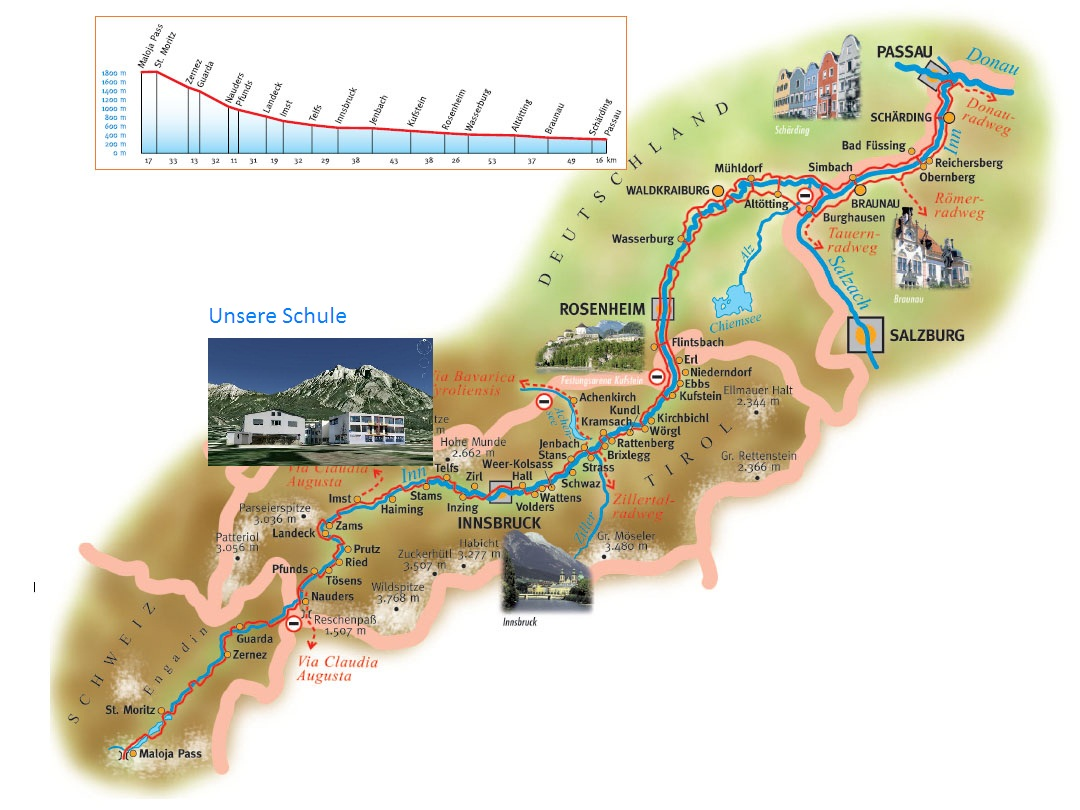 Maloja Pass
St. Moritz
Zernez
Guarda
Nauders
Pfunds
Landeck
Imst
Telfs
Innsbruck
Jenbach
Kufstein
Rosenheim
Wasserburg
Altötting
Braunau
Schärding
Passau
1800 m
1600 m
1400 m
1200 m
1000 m
800 m
600 m
400 m
200 m
0 m
17 33 13 32 11 31 19 32 29 38 43 38 26 53 37 49 16 km
PASSAU
Donau
Donau-
radweg
SCHÄRDING
Schärding
Inn
Bad Füssing
Reichersberg
Obernberg
DEUTSCHLAND
Mühldorf
Simbach
WALDKRAIBURG
Altötting
BRAUNAU
Burghausen
Römer-
radweg
Tauern-
radweg
Wasserburg
Alz
Salzach
Braunau
Chiemsee
ROSENHEIM
SALZBURG
Unsere Schule
Flintsbach
Erl
Niederndorf
Ebbs
Kufstein
Festungsarena Kufstein
Via Bavarica
Tyroliensis
Achenkirch
Achen
see
Ellmauer Halt
2.344 m
Kundl
Kramsach
Kirchbichl
Wörgl
Rattenberg
Brixlegg
Jenbach
Stans
Strass
Schwaz
TIROL
Gr. Rettenstein
2.366 m
tze
m
Hohe Munde
2.662 m
Via Claudia
Augusta
Inn
Telfs
Zirl
Weer-Kolsass
Hall
Wattens
Volders
Stams
Inzing
Haiming
Imst
INNSBRUCK
Zillertal-
radweg
Ziller
Parseierspitze
3.036 m
Zams
Landeck
Patteriol
3.056 m
Prutz
Ried
Zuckerhütl
3.507 m
Habicht
3.277 m
Gr. Möseler
3.480 m
Pfunds
Tösens
Wildspitze
3.768 m
Nauders
Innsbruck
Reschenpaß
1.507 m
Guarda
Zernez
Via Claudia
Augusta
SCHWEIZ
Engadin
St. Moritz
Maloja Pass